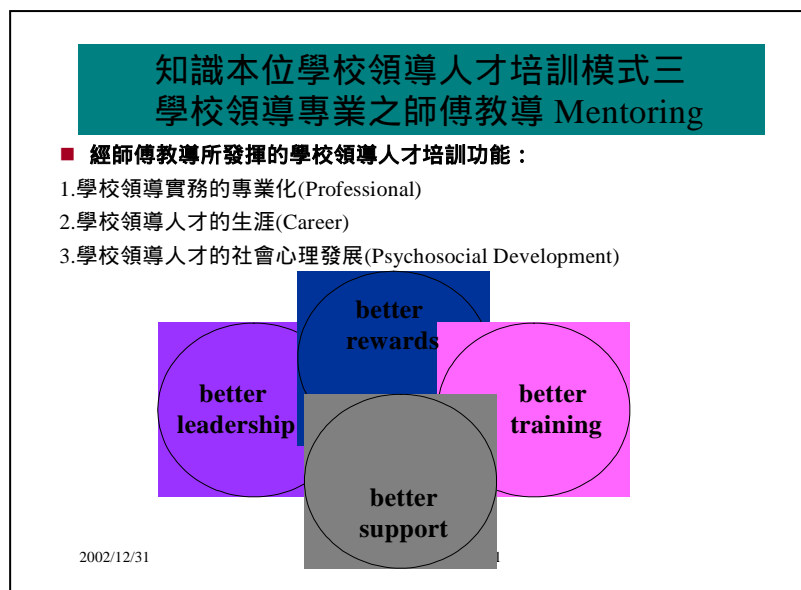 知識本位學校領導人才培訓模式三
學校領導專業之師傅教導 Mentoring
■ 經師傅教導所發揮的學校領導人才培訓功能：
1.學校領導實務的專業化(Professional)
2.學校領導人才的生涯(Career)
3.學校領導人才的社會心理發展(Psychosocial Development)
better
rewards
better
leadership
better
training
better
support
2002/12/31